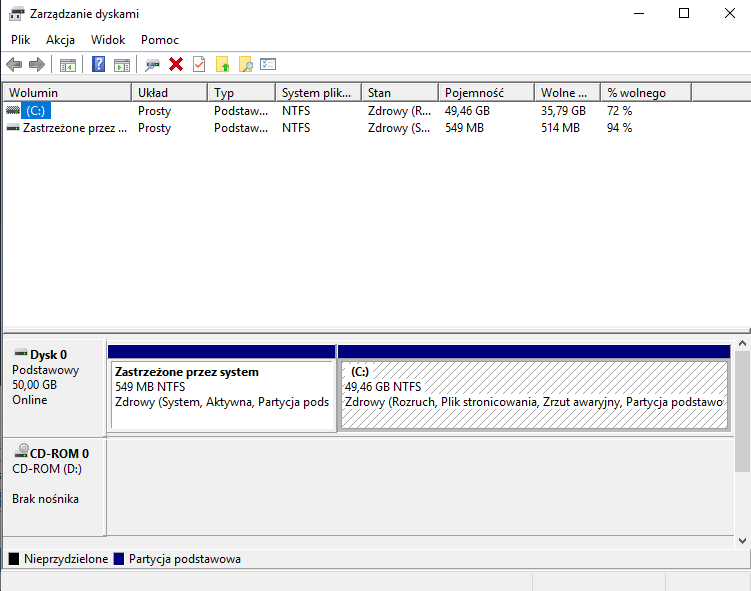 Zarządzanie dyskami
Plik Akcja Widok Pomoc
Wolumin Układ Typ System plik... Stan Pojemność Wolne ... % wolnego
(C:) Prosty Podstaw... NTFS Zdrowy (R... 49,46 GB 35,79 GB 72 %
Zastrzeżone przez ... Prosty Podstaw... NTFS Zdrowy (S... 549 MB 514 MB 94 %
Dysk 0
Podstawowy
50,00 GB
Online
Zastrzeżone przez system
549 MB NTFS
Zdrowy (System, Aktywna, Partycja pods
(C:)
49,46 GB NTFS
Zdrowy (Rozruch, Plik stronicowania, Zrzut awaryjny, Partycja podstawo
CD-ROM 0
CD-ROM (D:)
Brak nośnika
Nieprzydzielone Partycja podstawowa